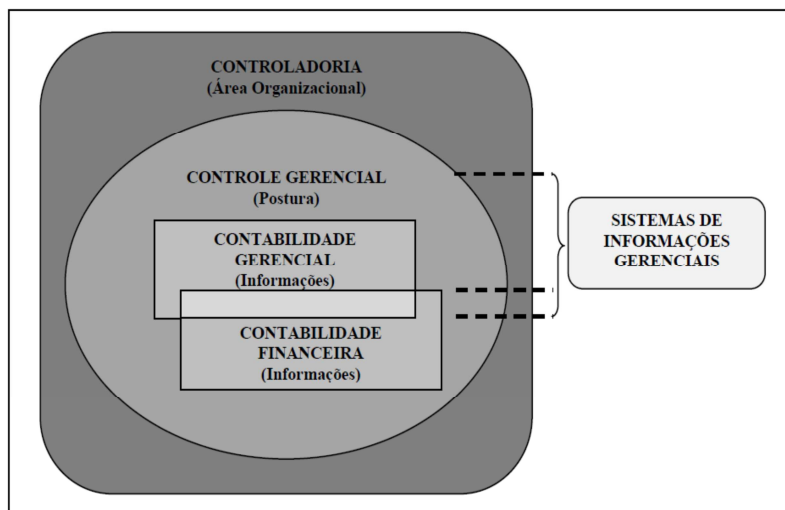 CONTROLADORIA
(Área Organizacional)
CONTROLE GERENCIAL
(Postura)
CONTABILIDADE
GERENCIAL
(Informações)
CONTABILIDADE
FINANCEIRA
(Informações)
SISTEMAS DE
INFORMAÇÕES
GERENCIAIS